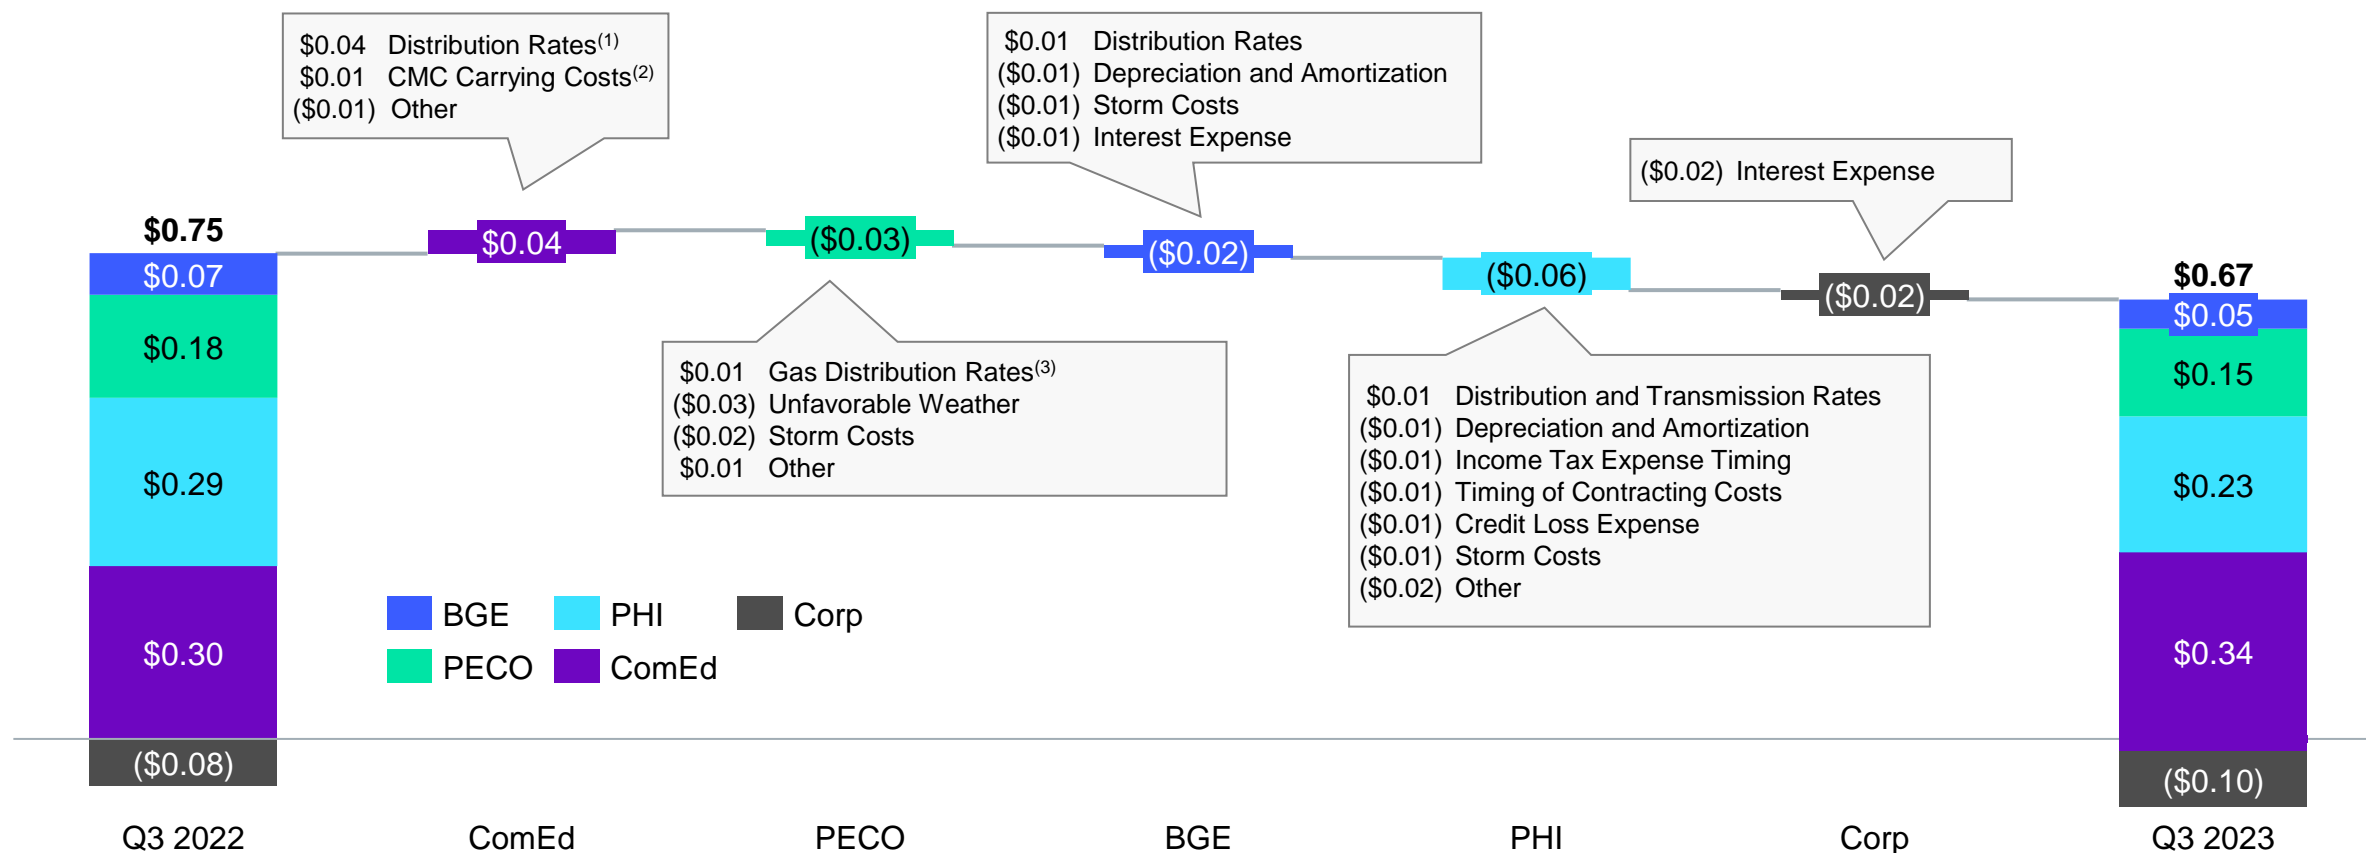 $0.04 Distribution Rates(1)
$0.01 CMC Carrying Costs(2)
($0.01) Other
$0.01 Distribution Rates
($0.01) Depreciation and Amortization
($0.01) Storm Costs
($0.01) Interest Expense
($0.02) Interest Expense
$0.75
$0.07
$0.18
$0.29
$0.30
($0.08)
$0.04
($0.03)
($0.02)
($0.06)
($0.02)
$0.67
$0.05
$0.15
$0.23
$0.34
($0.10)
$0.01 Gas Distribution Rates(3)
($0.03) Unfavorable Weather
($0.02) Storm Costs
$0.01 Other
$0.01 Distribution and Transmission Rates
($0.01) Depreciation and Amortization
($0.01) Income Tax Expense Timing
($0.01) Timing of Contracting Costs
($0.01) Credit Loss Expense
($0.01) Storm Costs
($0.02) Other
BGE PHI Corp
PECO ComEd
Q3 2022 ComEd PECO BGE PHI Corp Q3 2023